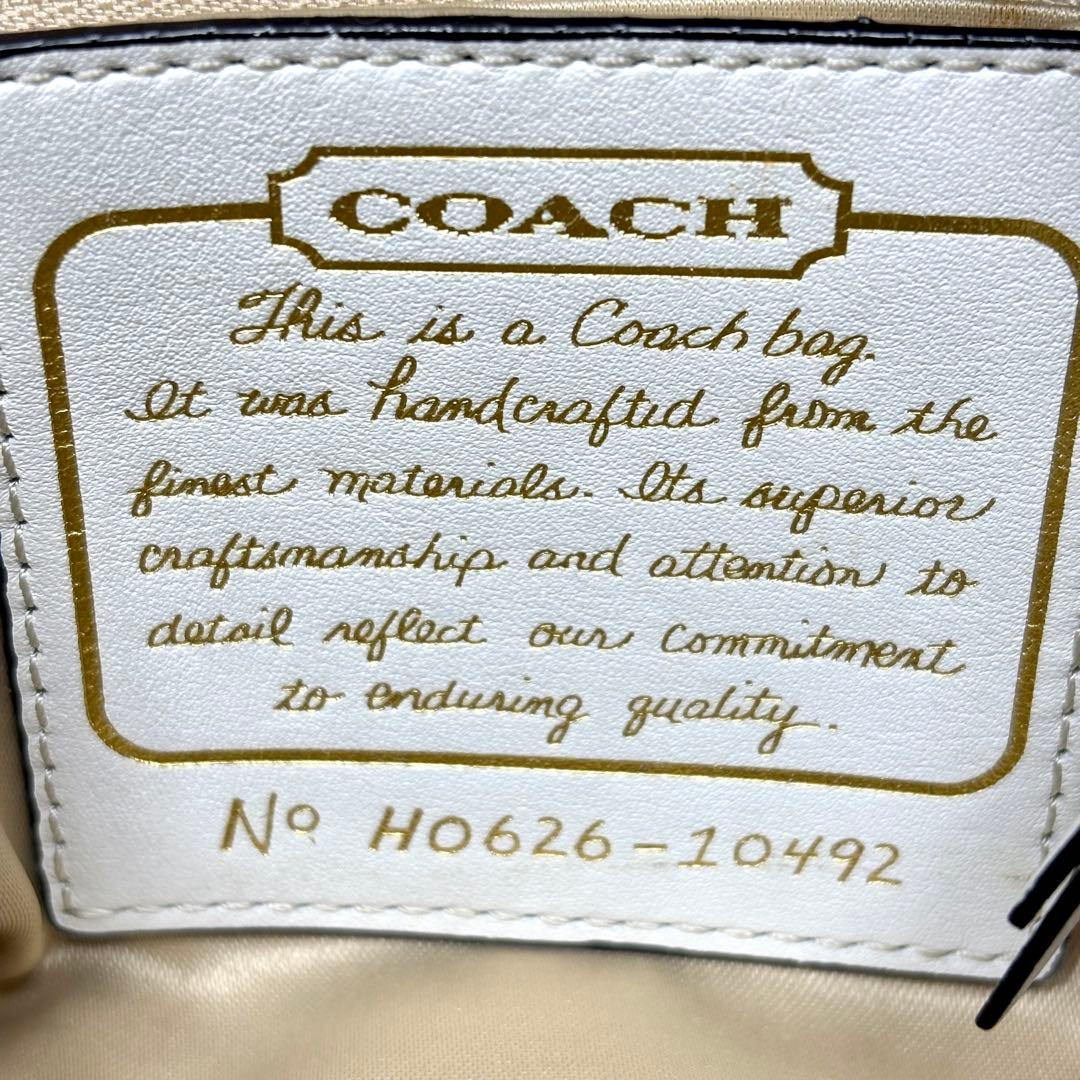 COACH
This is a Coach bag.
It was handcrafted from the
finest materials. Its superior
craftsmanship and attention to
detail reflect our commitment
to enduring quality.
Nº H0626-10492